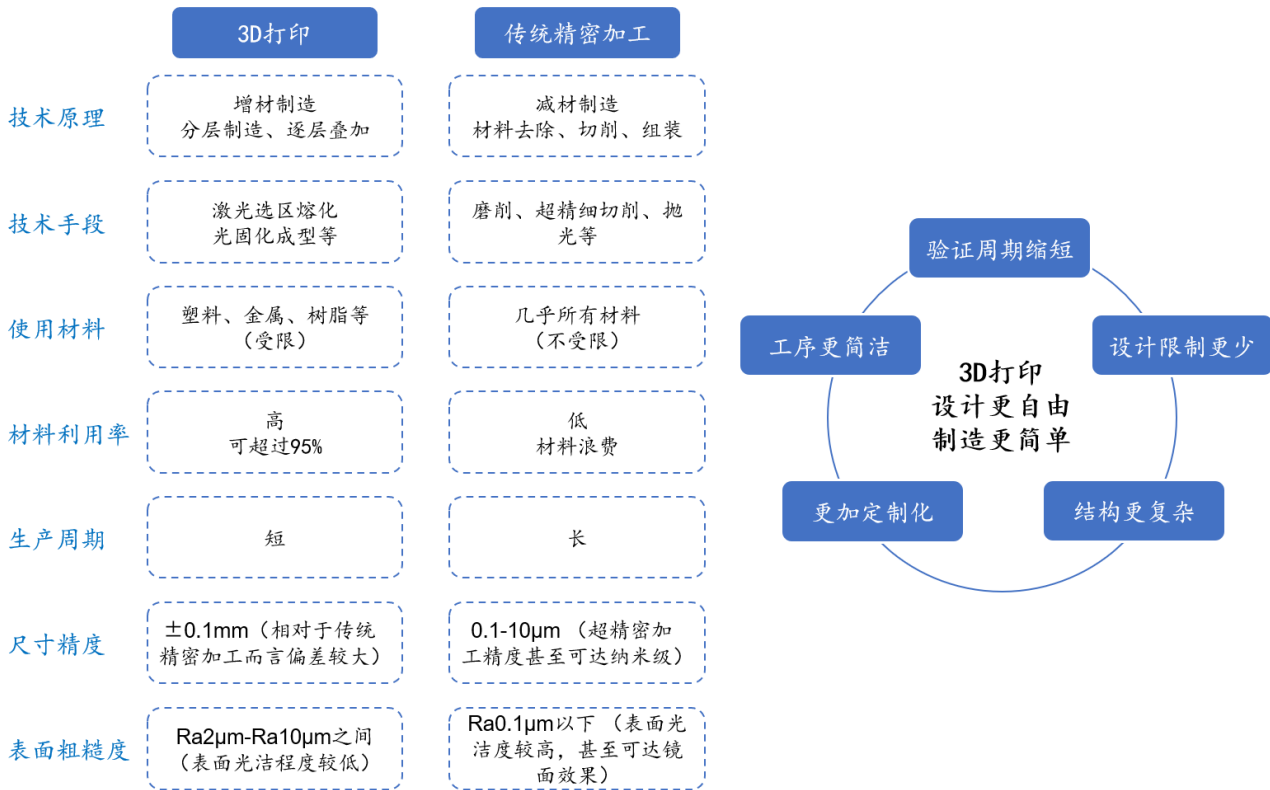 3D打印
传统精密加工
技术原理
增材制造
分层制造、逐层叠加
减材制造
材料去除、切削、组装
技术手段
激光选区熔化
光固化成型等
磨削、超精细切削、抛
光等
使用材料
塑料、金属、树脂等
（受限）
几乎所有材料
（不受限）
材料利用率
高
可超过95%
低
材料浪费
生产周期
短
长
尺寸精度
±0.1mm（相对于传统
精密加工而言偏差较大）
0.1-10μm （超精密加
工精度甚至可达纳米级）
表面粗糙度
Ra2μm-Ra10μm之间
（表面光洁程度较低）
Ra0.1μm以下 （表面光
洁度较高，甚至可达镜
面效果）
验证周期缩短
工序更简洁
设计限制更少
3D打印
设计更自由
制造更简单
更加定制化
结构更复杂